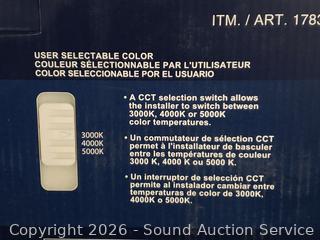 ITM. / ART. 1783
USER SELECTABLE COLOR
COULEUR SÉLECTIONNABLE PAR L'UTILISATEUR
COLOR SELECCIONABLE POR EL USUARIO
3000K
4000K
5000K
• A CCT selection switch allows
the installer to switch between
3000K, 4000K or 5000K
color temperatures.
• Un commutateur de sélection CCT
permet à l'installateur de basculer
entre les températures de couleur
3000 K, 4000 K ou 5000 K.
• Un interruptor de selección CCT
permite al instalador cambiar entre
temperaturas de color de 3000K,
4000K o 5000K.
Copyright 2026 - Sound Auction Service